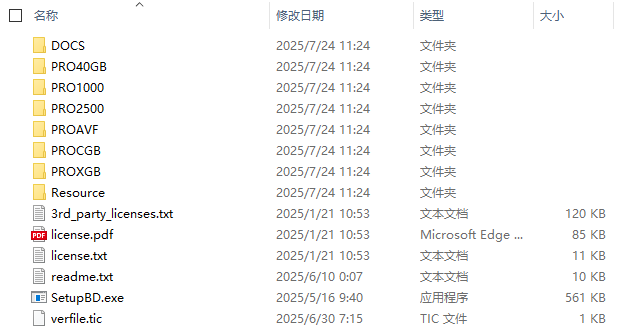 名称 修改日期 类型 大小
DOCS 2025/7/24 11:24 文件夹
PRO40GB 2025/7/24 11:24 文件夹
PRO1000 2025/7/24 11:24 文件夹
PRO2500 2025/7/24 11:24 文件夹
PROAVF 2025/7/24 11:24 文件夹
PROCGB 2025/7/24 11:24 文件夹
PROXGB 2025/7/24 11:24 文件夹
Resource 2025/7/24 11:24 文件夹
3rd_party_licenses.txt 2025/1/21 10:53 文本文档 120 KB
PDF license.pdf 2025/1/21 10:53 Microsoft Edge ... 85 KB
license.txt 2025/1/21 10:53 文本文档 11 KB
readme.txt 2025/6/10 0:07 文本文档 10 KB
SetupBD.exe 2025/5/16 9:40 应用程序 561 KB
verfile.tic 2025/6/30 7:15 TIC 文件 1 KB